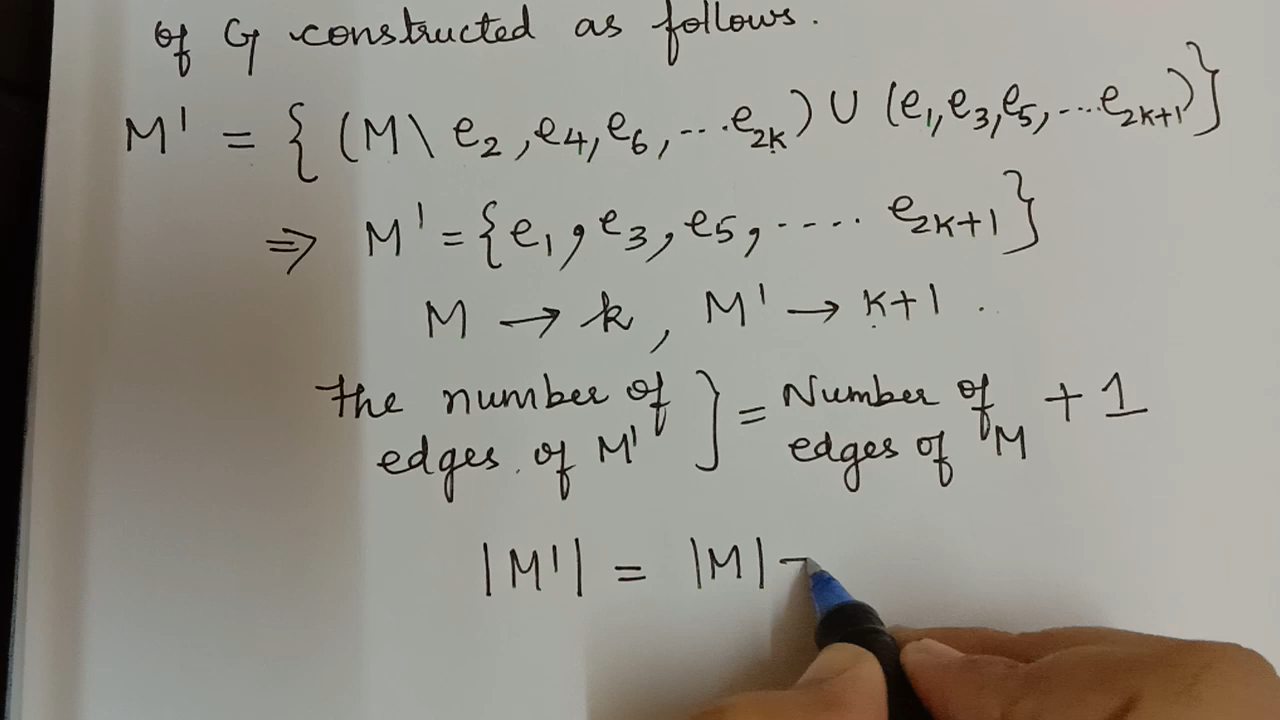 of G constructed as follows.
M' = { (M \ e₂, e₄, e₆, ... e₂ₖ) ∪ (e₁, e₃, e₅, .... e₂ₖ₊₁)}
⇒ M' = {e₁, e₃, e₅, ..... e₂ₖ₊₁}
M → k, M' → k+1 ..
the number of edges of M' } = Number of edges of M + 1
|M'| = |M| -